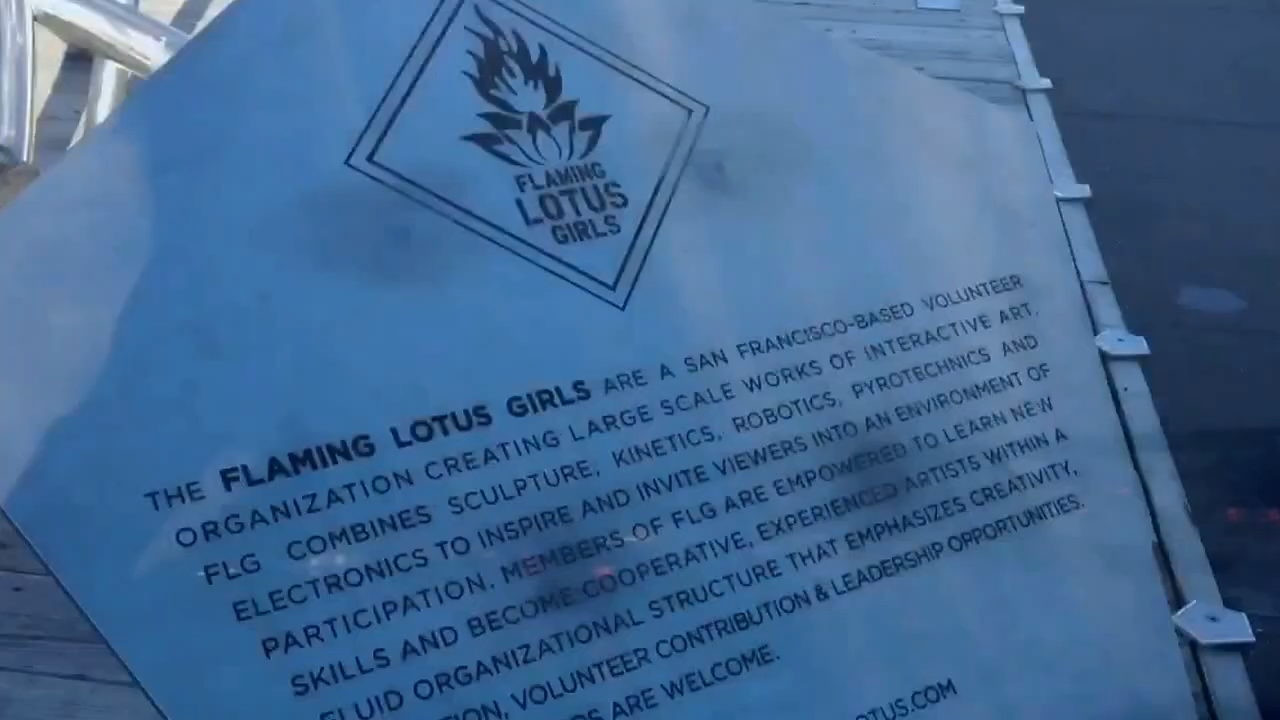 FLAMING
LOTUS
GIRLS
THE FLAMING LOTUS GIRLS ARE A SAN FRANCISCO-BASED VOLUNTEER
ORGANIZATION CREATING LARGE SCALE WORKS OF INTERACTIVE ART.
FLG COMBINES SCULPTURE, KINETICS, ROBOTICS, PYROTECHNICS AND
ELECTRONICS TO INSPIRE AND INVITE VIEWERS INTO AN ENVIRONMENT OF
PARTICIPATION. MEMBERS OF FLG ARE EMPOWERED TO LEARN NEW
SKILLS AND BECOME COOPERATIVE, EXPERIENCED ARTISTS WITHIN A
FLUID ORGANIZATIONAL STRUCTURE THAT EMPHASIZES CREATIVITY,
VOLUNTEER CONTRIBUTION & LEADERSHIP OPPORTUNITIES.
ARE WELCOME.